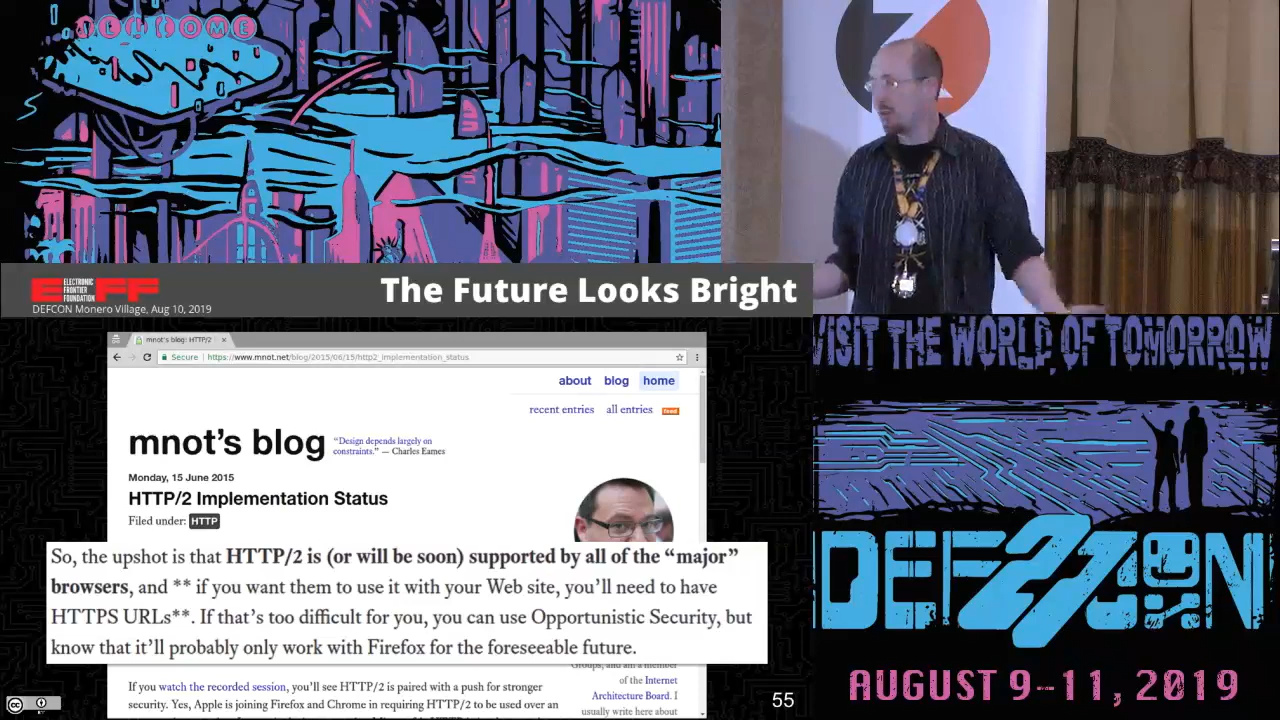 WELCOME
ELECTRONIC
FRONTIER
FOUNDATION
EFF
DEFCON Monero Village, Aug 10, 2019
The Future Looks Bright
mnot's blog: HTTP/2
Secure
https://www.mnot.net/blog/2015/06/15/http2_implementation_status
about blog home
recent entries all entries feed
mnot's blog
“Design depends largely on
constraints.” — Charles Eames
Monday, 15 June 2015
HTTP/2 Implementation Status
Filed under: HTTP
So, the upshot is that HTTP/2 is (or will be soon) supported by all of the “major”
browsers, and ** if you want them to use it with your Web site, you’ll need to have
HTTPS URLs**. If that’s too difficult for you, you can use Opportunistic Security, but
know that it’ll probably only work with Firefox for the foreseeable future.
Groups, and am a member
of the Internet
Architecture Board. I
usually write here about
If you watch the recorded session, you’ll see HTTP/2 is paired with a push for stronger
security. Yes, Apple is joining Firefox and Chrome in requiring HTTP/2 to be used over an
55
VISIT THE WORLD OF TOMORROW
DEF27CON
AUGUST 9-11, 2019